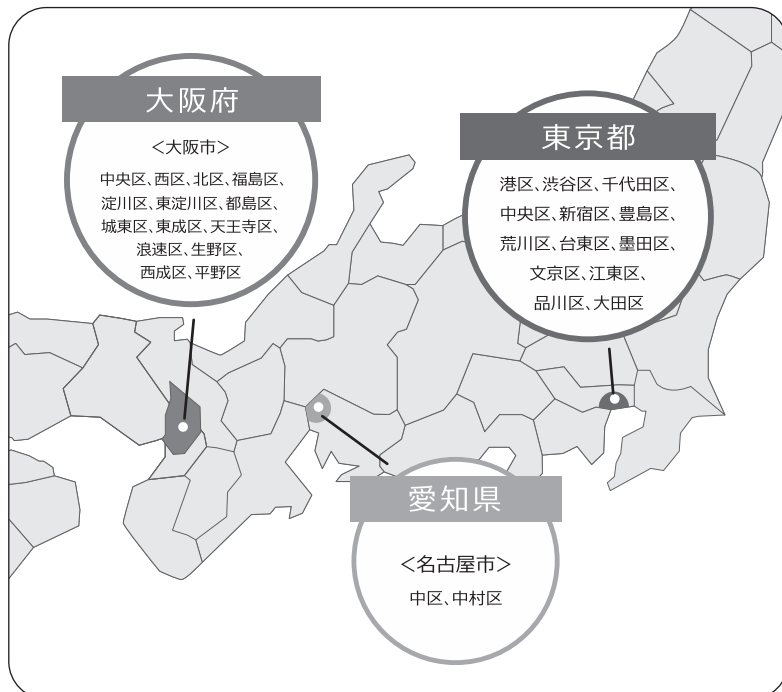 大阪府
<大阪市>
中央区、西区、北区、福島区、
淀川区、東淀川区、都島区、
城東区、東成区、天王寺区、
浪速区、生野区、
西成区、平野区
東京都
港区、渋谷区、千代田区、
中央区、新宿区、豊島区、
荒川区、台東区、墨田区、
文京区、江東区、
品川区、大田区
愛知県
<名古屋市>
中区、中村区